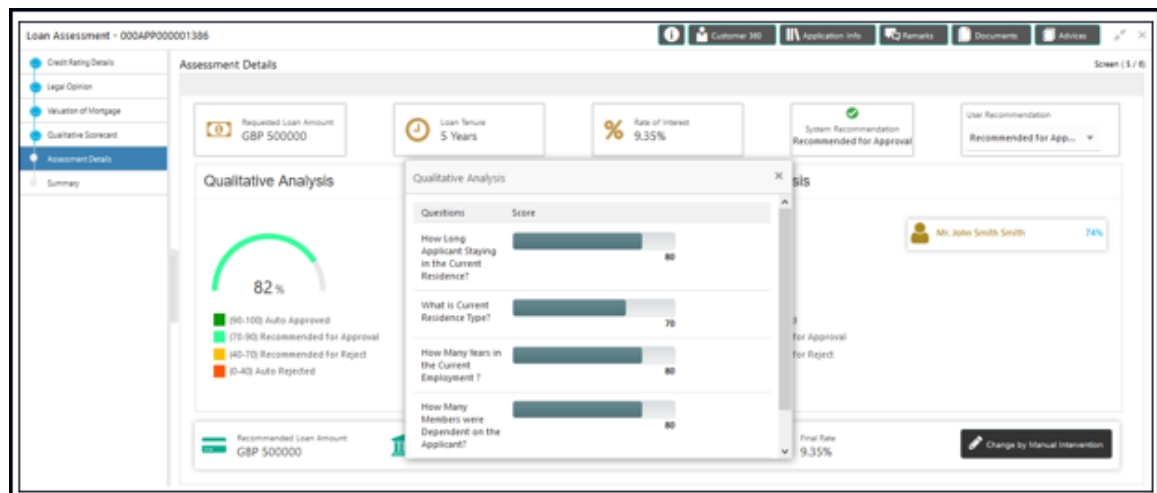 Loan Assessment - 000APP000001386
Customer 360
Application Info
Remarks
Documents
Advices
Credit Rating Details
Legal Opinion
Valuation of Mortgage
Qualitative Scorecard
Assessment Details
Summary
Assessment Details
Screen ( 5 / 6)
Requested Loan Amount
GBP 500000
Loan Tenure
5 Years
Rate of Interest
9.35%
System Recommendation
Recommended for Approval
User Recommendation
Recommended for App...
Qualitative Analysis
82 %
(90-100) Auto Approved
(70-90) Recommended for Approval
(40-70) Recommended for Reject
(0-40) Auto Rejected
Qualitative Analysis
Questions Score
How Long
Applicant Staying
in the Current
Residence?
80
What is Current
Residence Type?
70
How Many Years in
the Current
Employment ?
80
How Many
Members were
Dependent on the
Applicant?
80
sis
Mr. John Smith Smith 74%
for Approval
for Reject
Recommended Loan Amount
GBP 500000
Final Rate
9.35%
Change by Manual Intervention